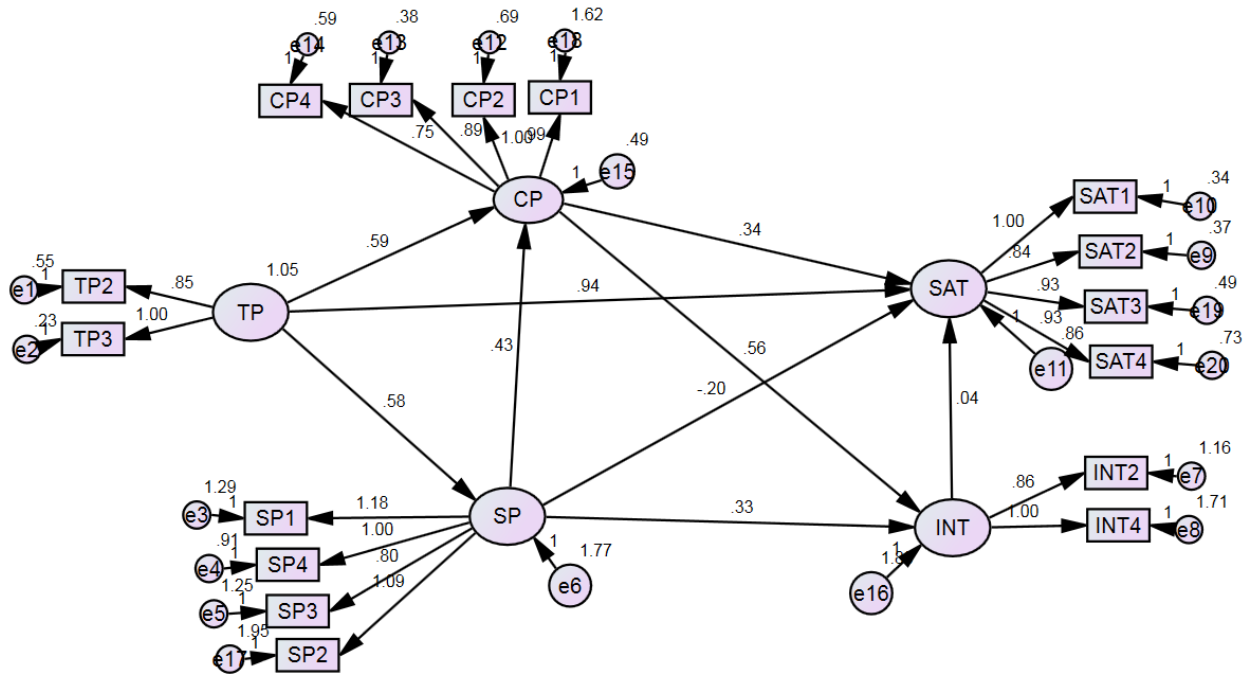 .59 .38 .69 1.62
e14 e13 e12 e18
1 1 1 1
CP4 CP3 CP2 CP1
.75 .89 1.00 .99
.49
1 e15
CP
.34
SAT1 1 e10
1.00
.37
.84 SAT2 1 e9
.59
1.05
.55
e1 1 TP2 .85
.94
SAT
.93 SAT3 1 .49 e19
.93
TP
.23
e2 1 TP3 1.00
1
.86 SAT4 1 .73 e20
e11
.43
.56
.34
-.20
.04
.58
1.16
INT2 1 e7
.86
1.29
e3 1 SP1 1.18
SP
.33
INT
1.00 INT4 1 1.71 e8
.91
e4 1 SP4 1.00
1 1.77
e6
1
e16
.80
1.25
e5 1 SP3 1.09
1.95
e17 1 SP2